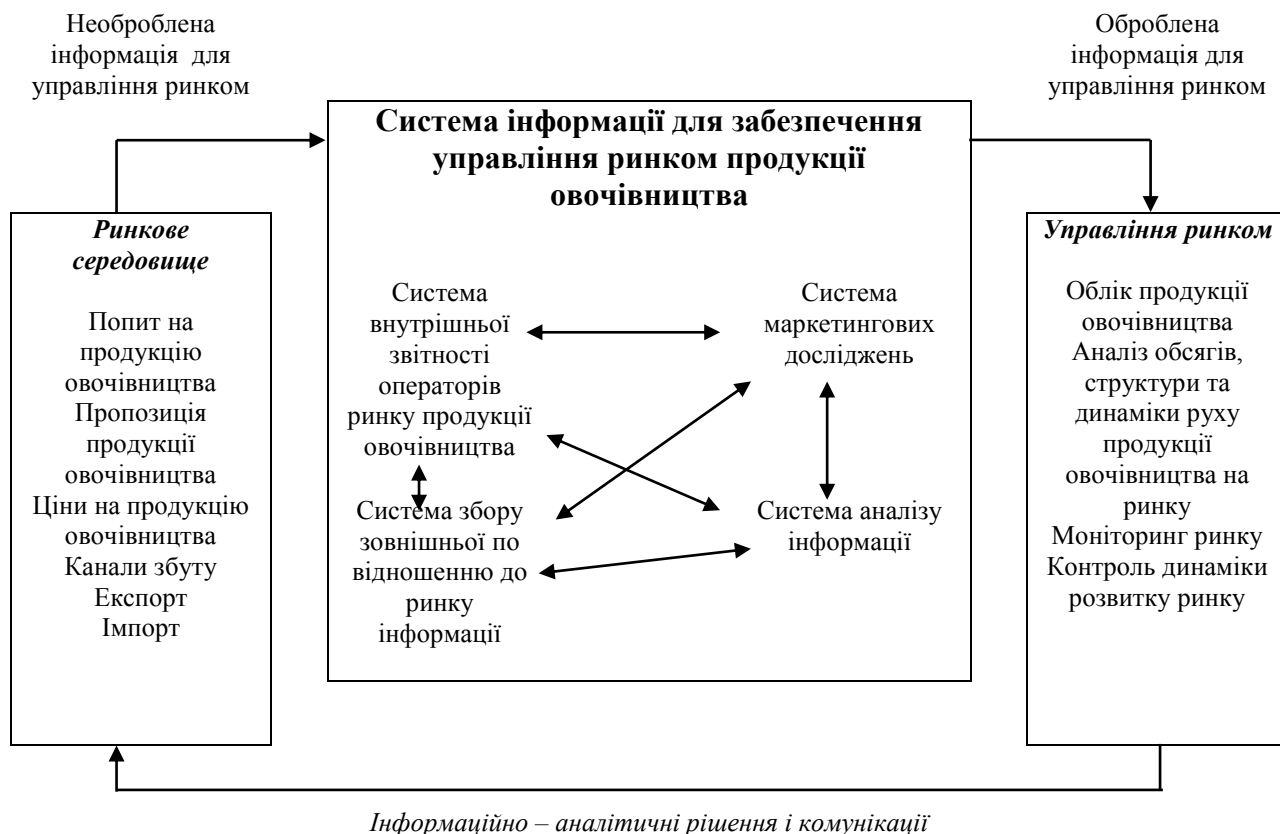 Необроблена
інформація для
управління ринком
Оброблена
інформація для
управління ринком
Система інформації для забезпечення
управління ринком продукції
овочівництва
Ринкове
середовище
Попит на
продукцію
овочівництва
Пропозиція
продукції
овочівництва
Ціни на продукцію
овочівництва
Канали збуту
Експорт
Імпорт
Система
внутрішньої
звітності
операторів
ринку продукції
овочівництва
Система
маркетингових
досліджень
Система збору
зовнішньої по
відношенню до
ринку
інформації
Система аналізу
інформації
Управління ринком
Облік продукції
овочівництва
Аналіз обсягів,
структури та
динаміки руху
продукції
овочівництва на
ринку
Моніторинг ринку
Контроль динаміки
розвитку ринку
Інформаційно – аналітичні рішення і комунікації